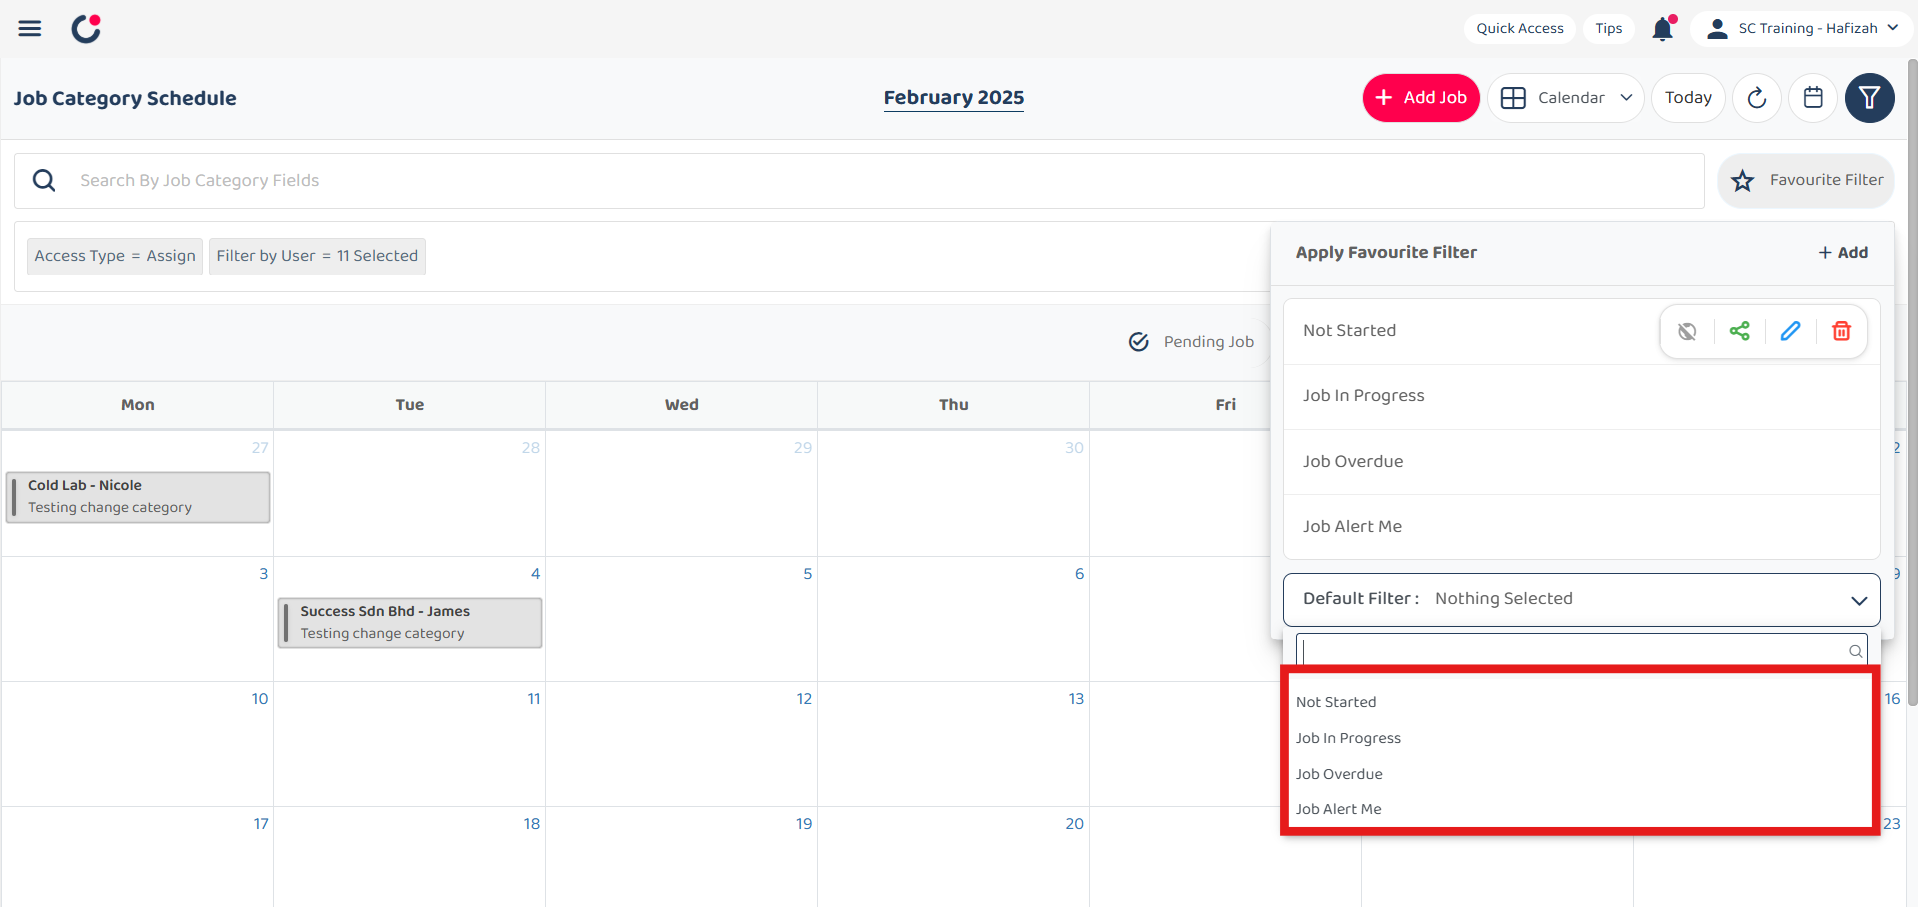 Quick Access
Tips
SC Training - Hafizah
Job Category Schedule
February 2025
+ Add Job
Calendar
Today
Search By Job Category Fields
Favourite Filter
Access Type = Assign
Filter by User = 11 Selected
Apply Favourite Filter
+ Add
Not Started
Pending Job
Job In Progress
Job Overdue
Job Alert Me
Default Filter : Nothing Selected
Not Started
Job In Progress
Job Overdue
Job Alert Me
Mon Tue Wed Thu Fri
27 28 29 30 2
Cold Lab - Nicole
Testing change category
3 4 5 6 9
Success Sdn Bhd - James
Testing change category
10 11 12 13 16
17 18 19 20 23